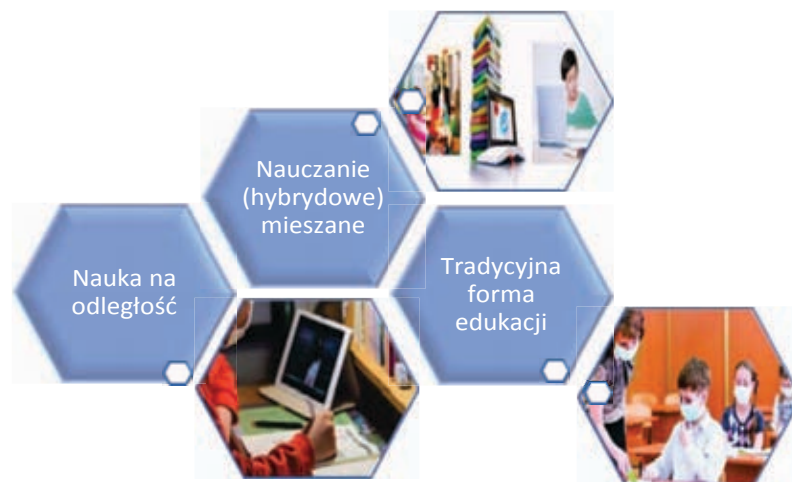 Nauczanie
(hybrydowe)
mieszane
Nauka na
odległość
Tradycyjna
forma
edukacji